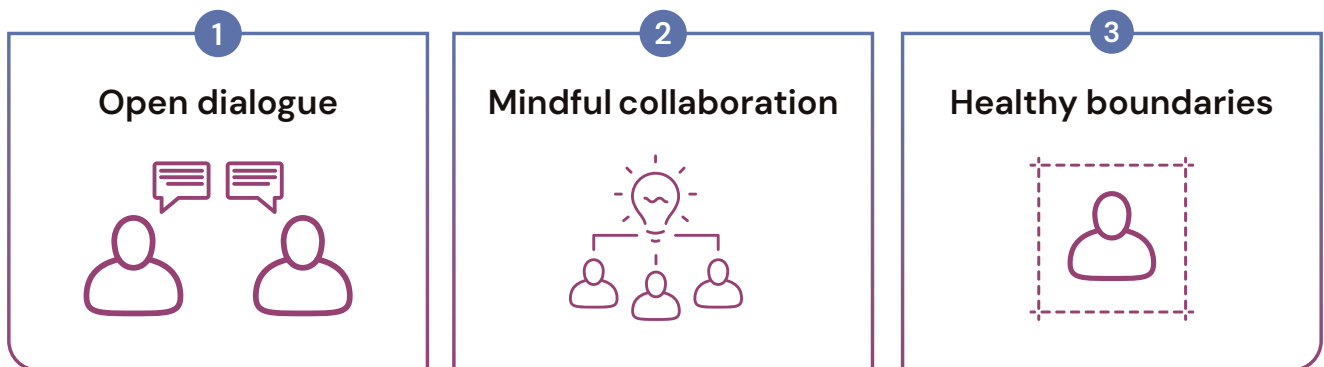 1
Open dialogue
2
Mindful collaboration
3
Healthy boundaries